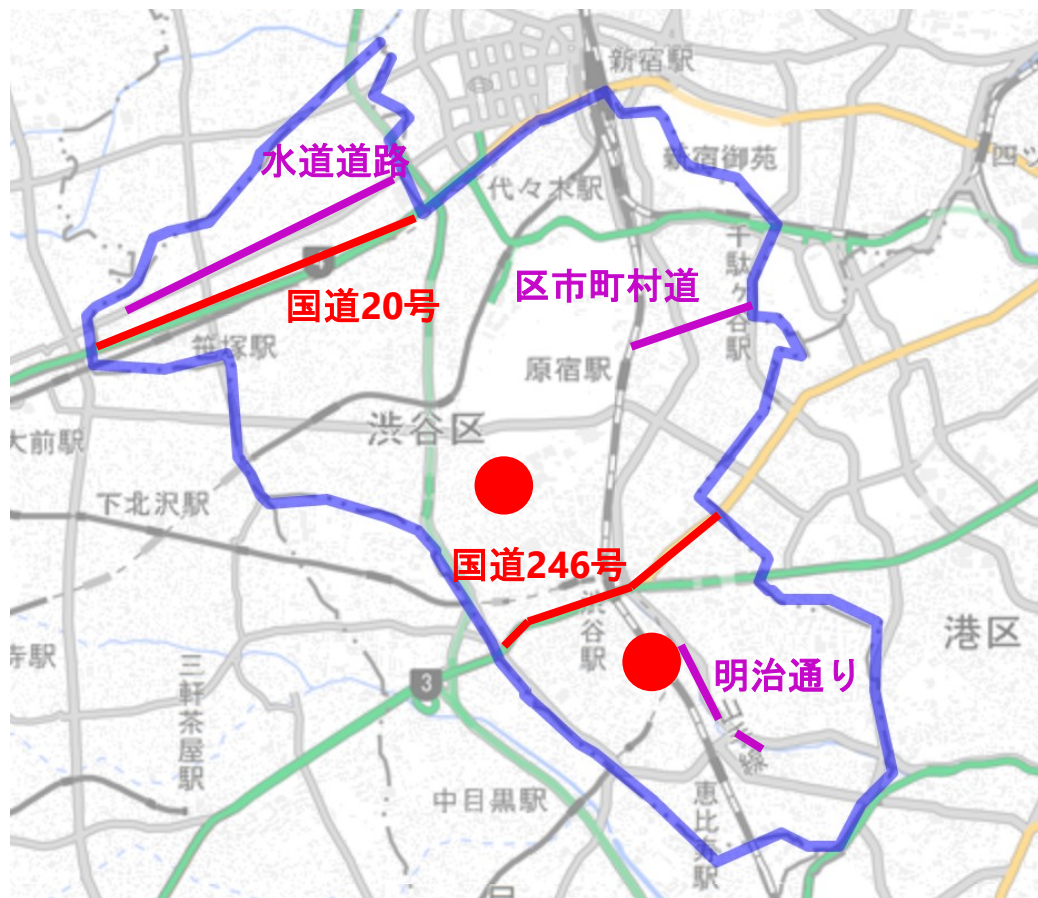 新宿駅
水道道路
新宿御苑
四ツ
代々木駅
千駄ヶ谷駅
区市町村道
国道20号
笹塚駅
原宿駅
渋谷区
大前駅
下北沢駅
国道246号
渋谷駅
港区
寺駅
三軒茶屋駅
3
明治通り
中目黒駅
恵比寿駅